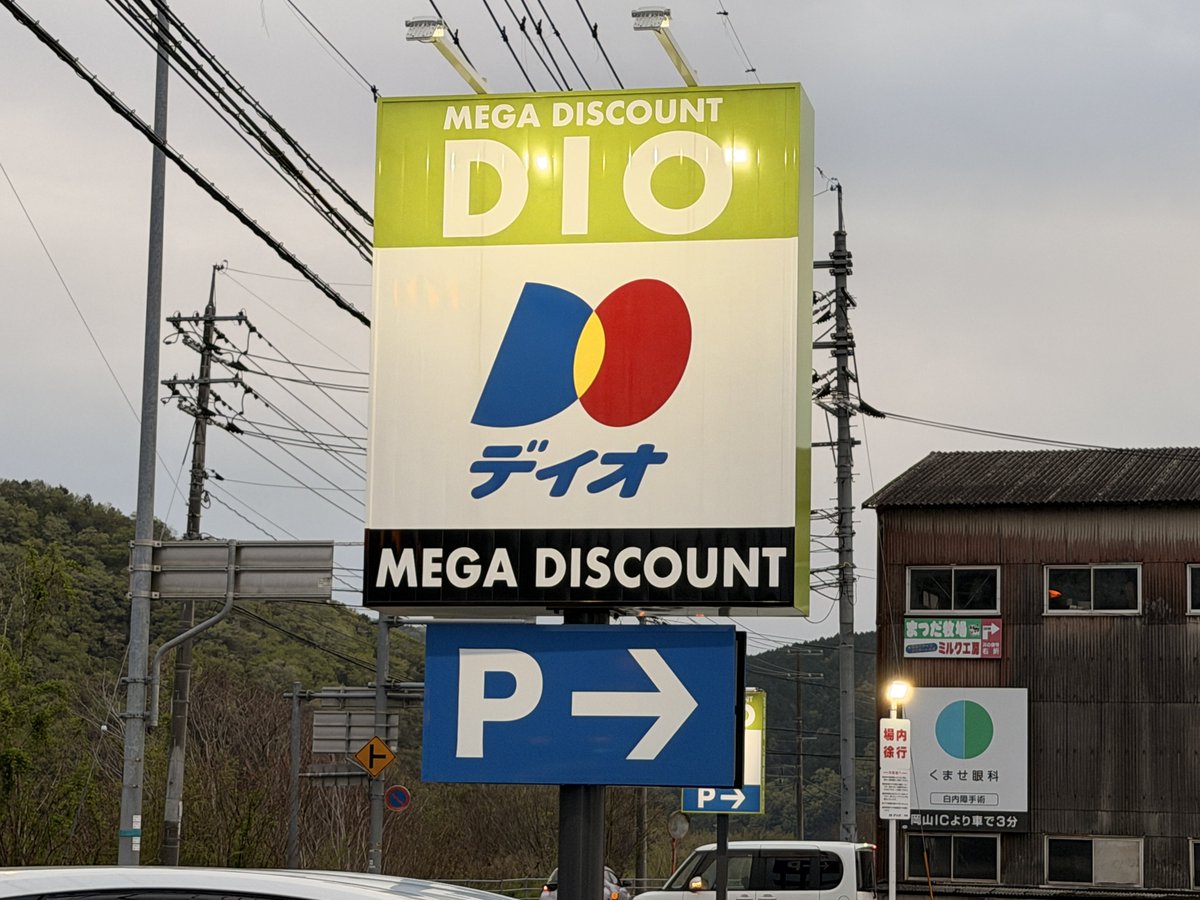 MEGA DISCOUNT
DIO
ディオ
MEGA DISCOUNT
P→
P→
まつだ牧場
ミルク工房
くませ眼科
白内障手術
岡山ICより車で3分
場内
徐行